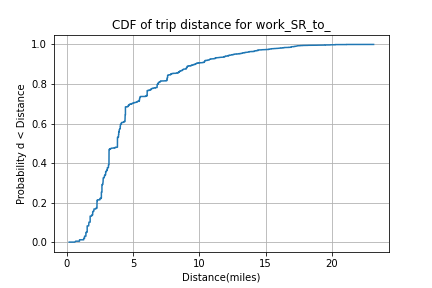 CDF of trip distance for work_SR_to_
Probability d < Distance
1.0
0.8
0.6
0.4
0.2
0.0
0 5 10 15 20
Distance(miles)